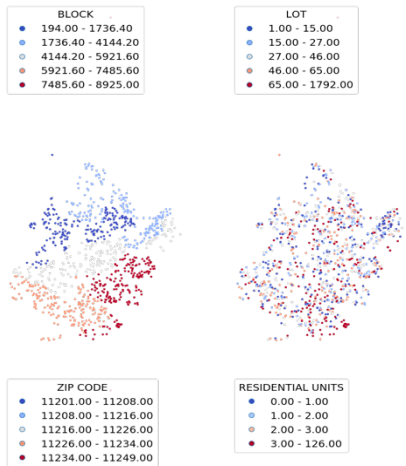 BLOCK
194.00 - 1736.40
1736.40 - 4144.20
4144.20 - 5921.60
5921.60 - 7485.60
7485.60 - 8925.00
LOT
1.00 - 15.00
15.00 - 27.00
27.00 - 46.00
46.00 - 65.00
65.00 - 1792.00
ZIP CODE
11201.00 - 11208.00
11208.00 - 11216.00
11216.00 - 11226.00
11226.00 - 11234.00
11234.00 - 11249.00
RESIDENTIAL UNITS
0.00 - 1.00
1.00 - 2.00
2.00 - 3.00
3.00 - 126.00